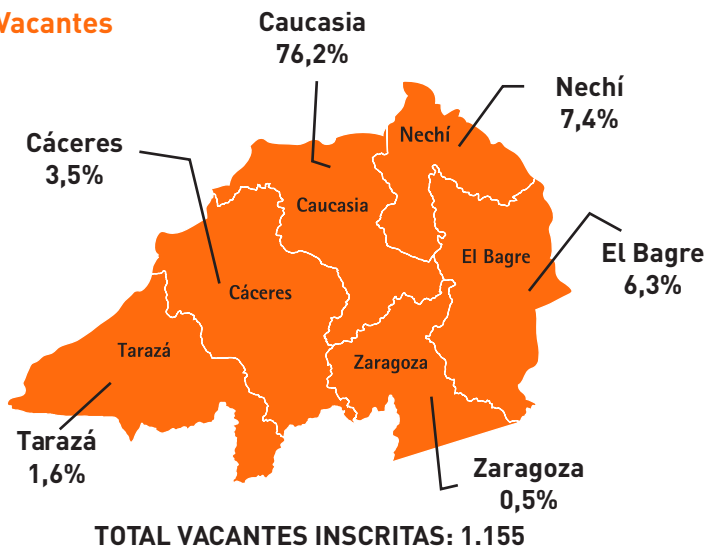 Vacantes
Caucasia
76,2%
Nechí
7,4%
Cáceres
3,5%
Nechí
Caucasia
El Bagre
El Bagre
6,3%
Cáceres
Tarazá
Zaragoza
Tarazá
1,6%
Zaragoza
0,5%
TOTAL VACANTES INSCRITAS: 1.155